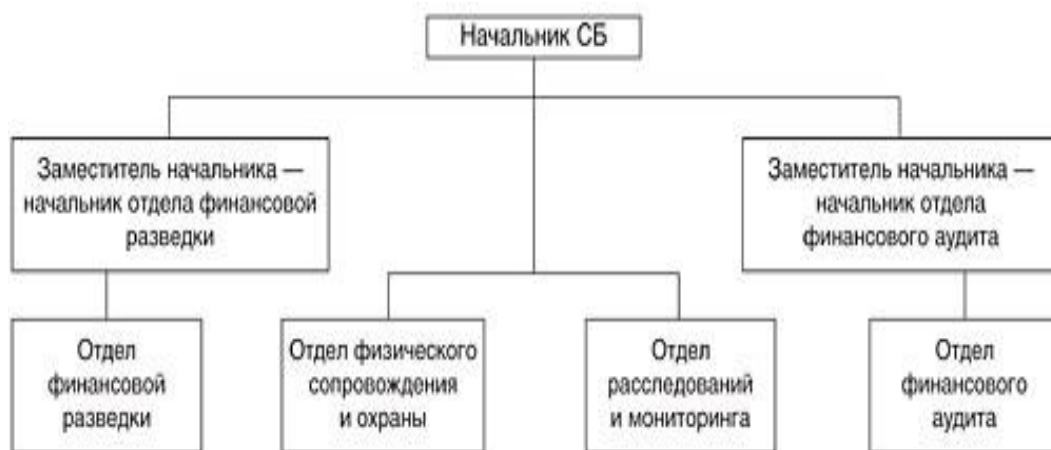 Начальник СБ
Заместитель начальника —
начальник отдела финансовой
разведки
Заместитель начальника —
начальник отдела
финансового аудита
Отдел
финансовой
разведки
Отдел физического
сопровождения
и охраны
Отдел
расследований
и мониторинга
Отдел
финансового
аудита